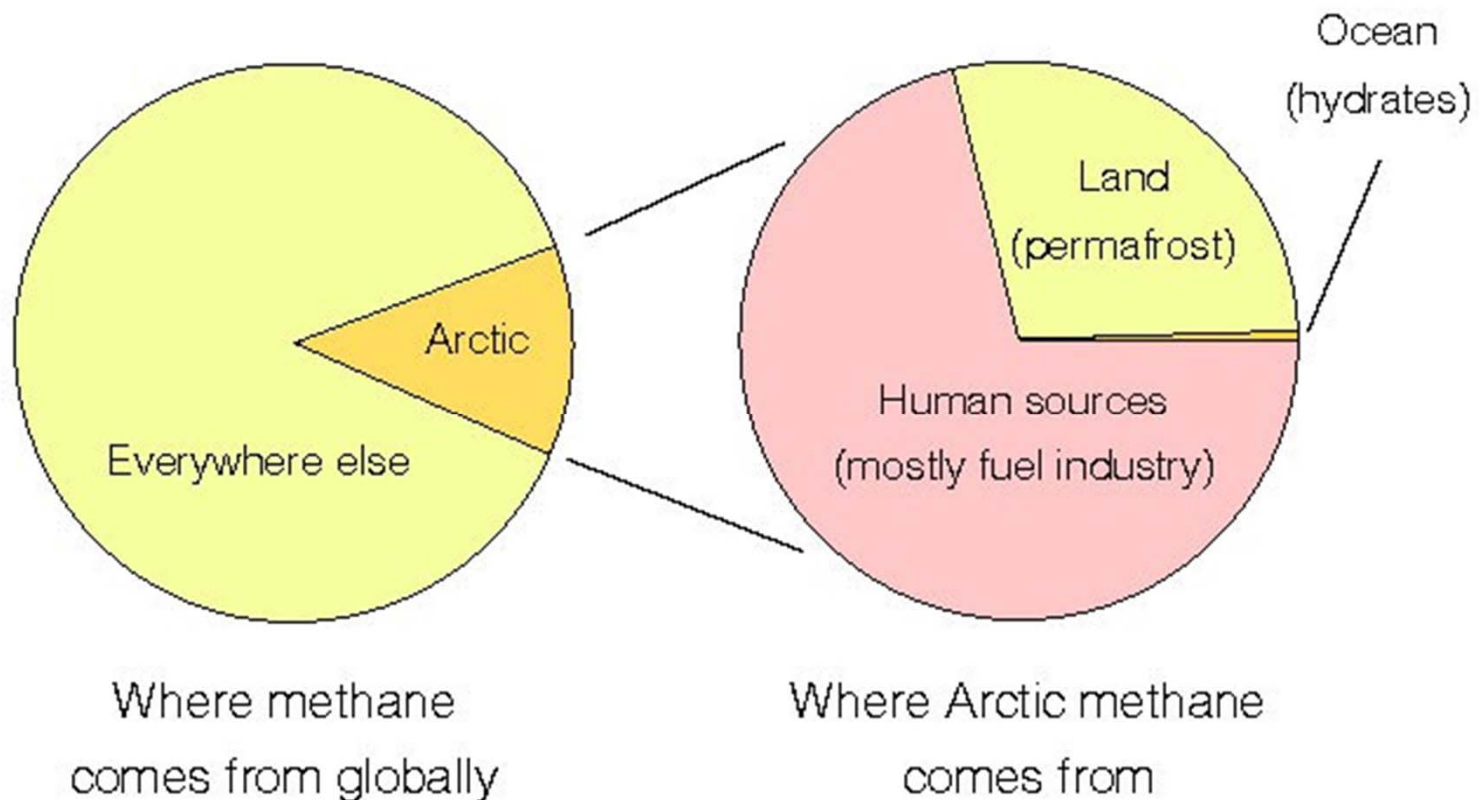 Arctic
Everywhere else
Where methane
comes from globally
Ocean
(hydrates)
Land
(permafrost)
Human sources
(mostly fuel industry)
Where Arctic methane
comes from